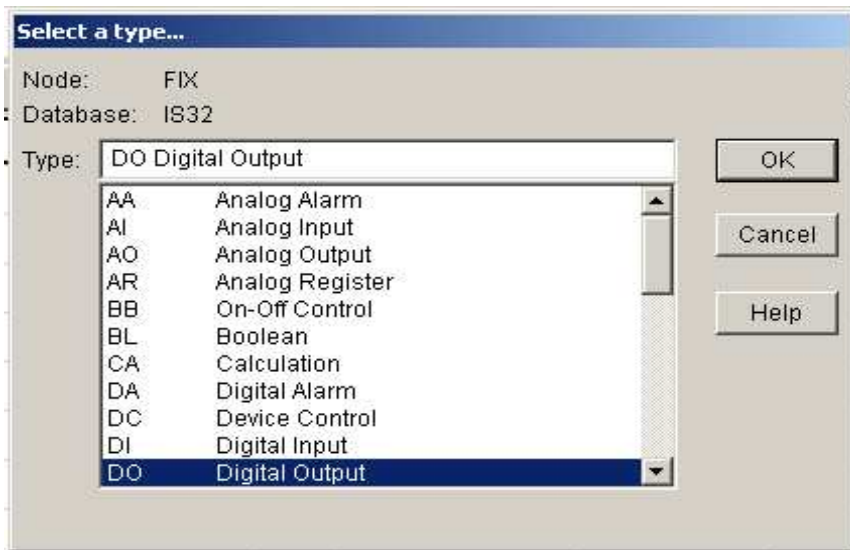 Select a type...
Node: FIX
Database: IS32
Type: DO Digital Output
OK
AA Analog Alarm
AI Analog Input
AO Analog Output
AR Analog Register
BB On-Off Control
BL Boolean
CA Calculation
DA Digital Alarm
DC Device Control
DI Digital Input
DO Digital Output
Cancel
Help